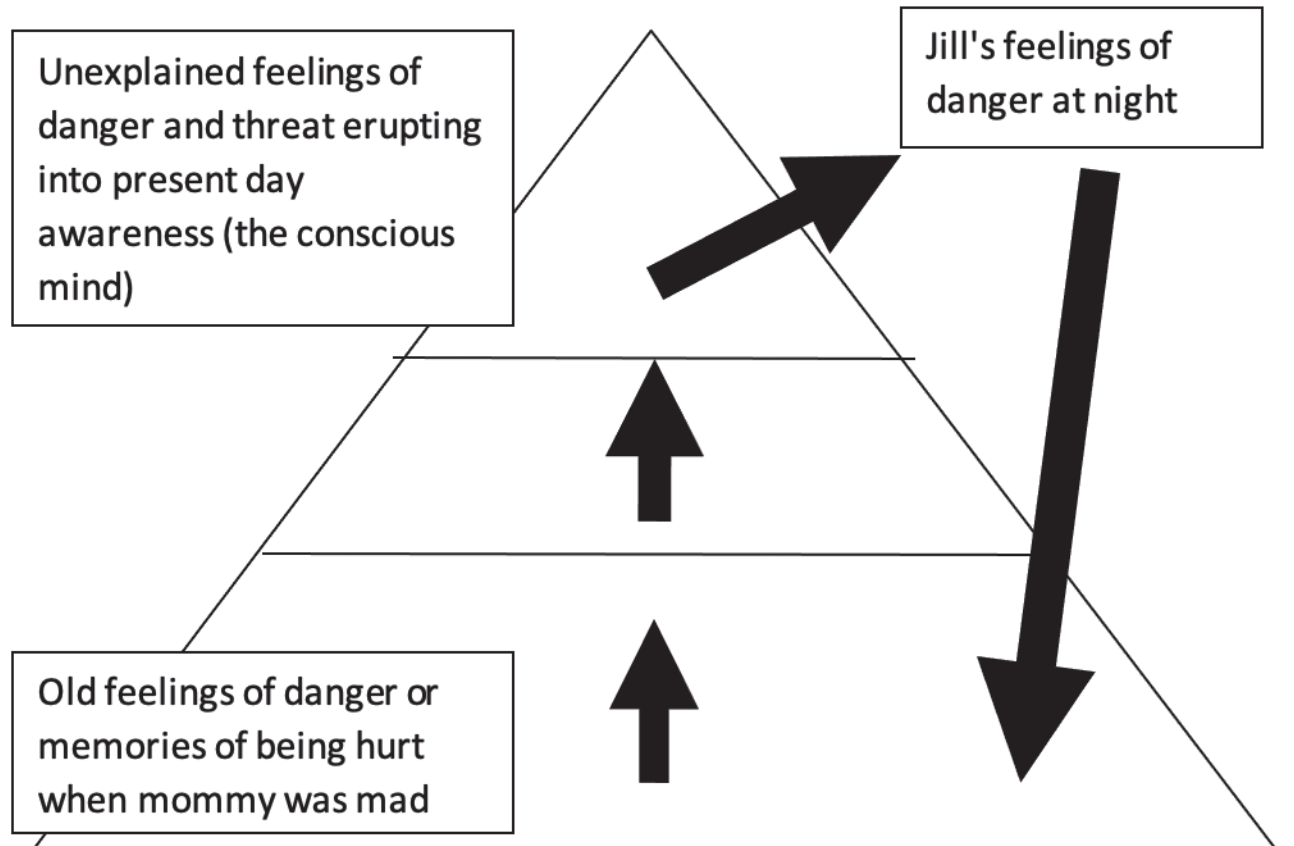 Unexplained feelings of
danger and threat erupting
into present day
awareness (the conscious
mind)
Jill's feelings of
danger at night
Old feelings of danger or
memories of being hurt
when mommy was mad